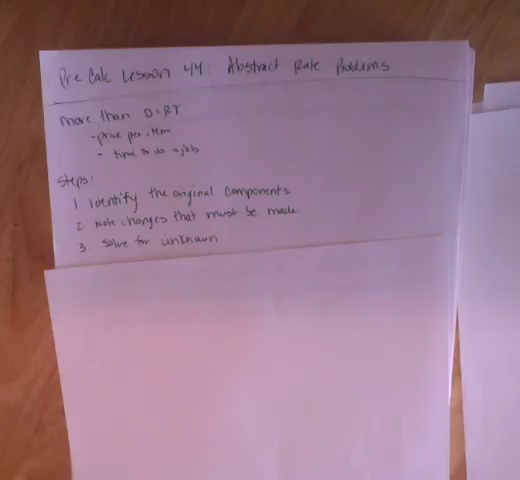 Pre Calc Lesson 44: Abstract Rate Problems
more than D=RT
-price per item
- time to do a job
Steps:
1. Identify the original components
2. Note changes that must be made
3. Solve for unknown